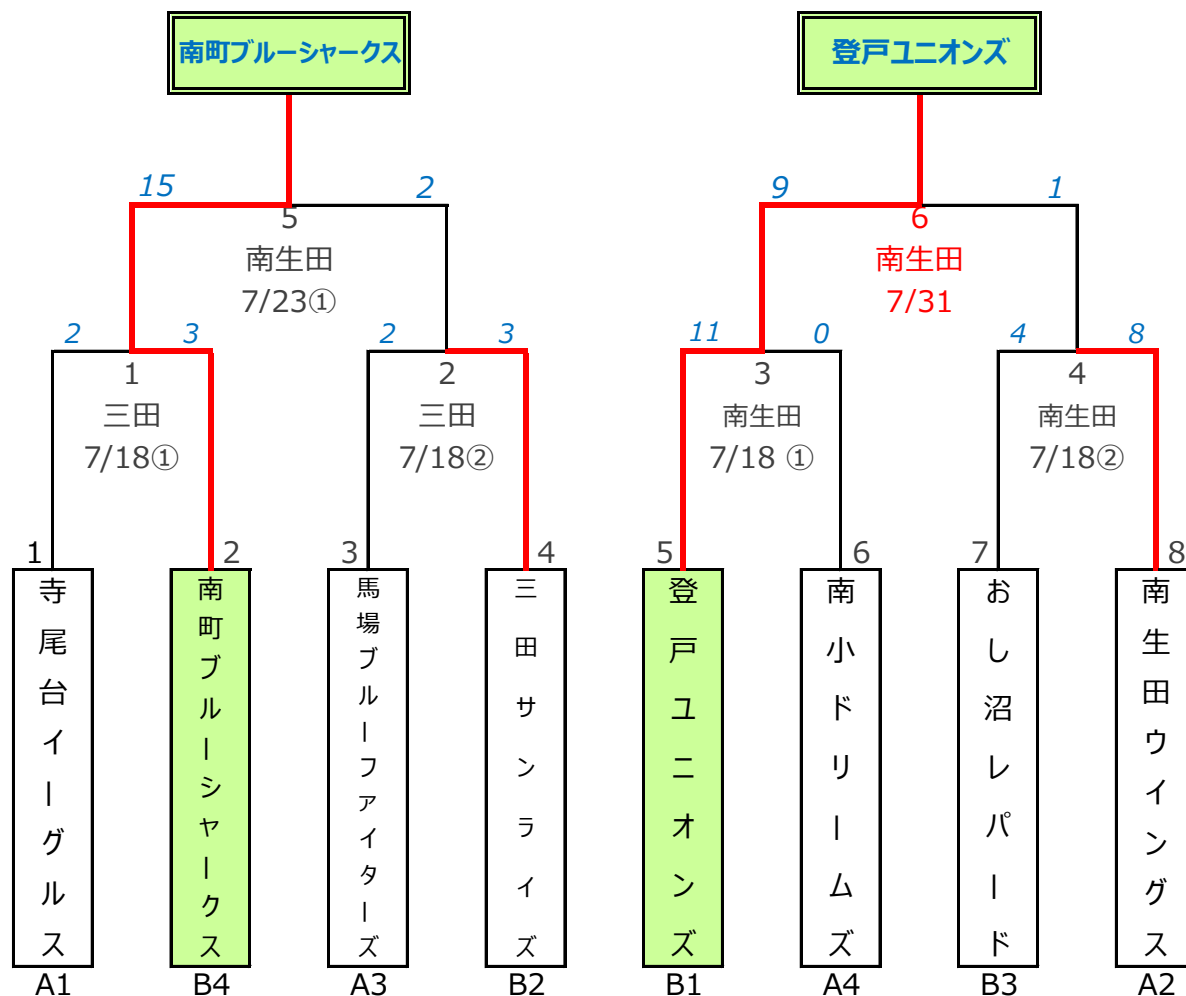 南町ブルーシャークス
登戸ユニオンズ
15
2
9
1
5
南生田
7/23①
6
南生田
7/31
2
3
2
3
11
0
4
8
1
三田
7/18①
2
三田
7/18②
3
南生田
7/18 ①
4
南生田
7/18②
1
2
3
4
5
6
7
8
寺尾台イーグルス
南町ブルーシャークス
馬場ブルーファイターズ
三田サンライズ
登戸ユニオンズ
南小ドリームズ
おし沼レパード
南生田ウイングス
A1
B4
A3
B2
B1
A4
B3
A2